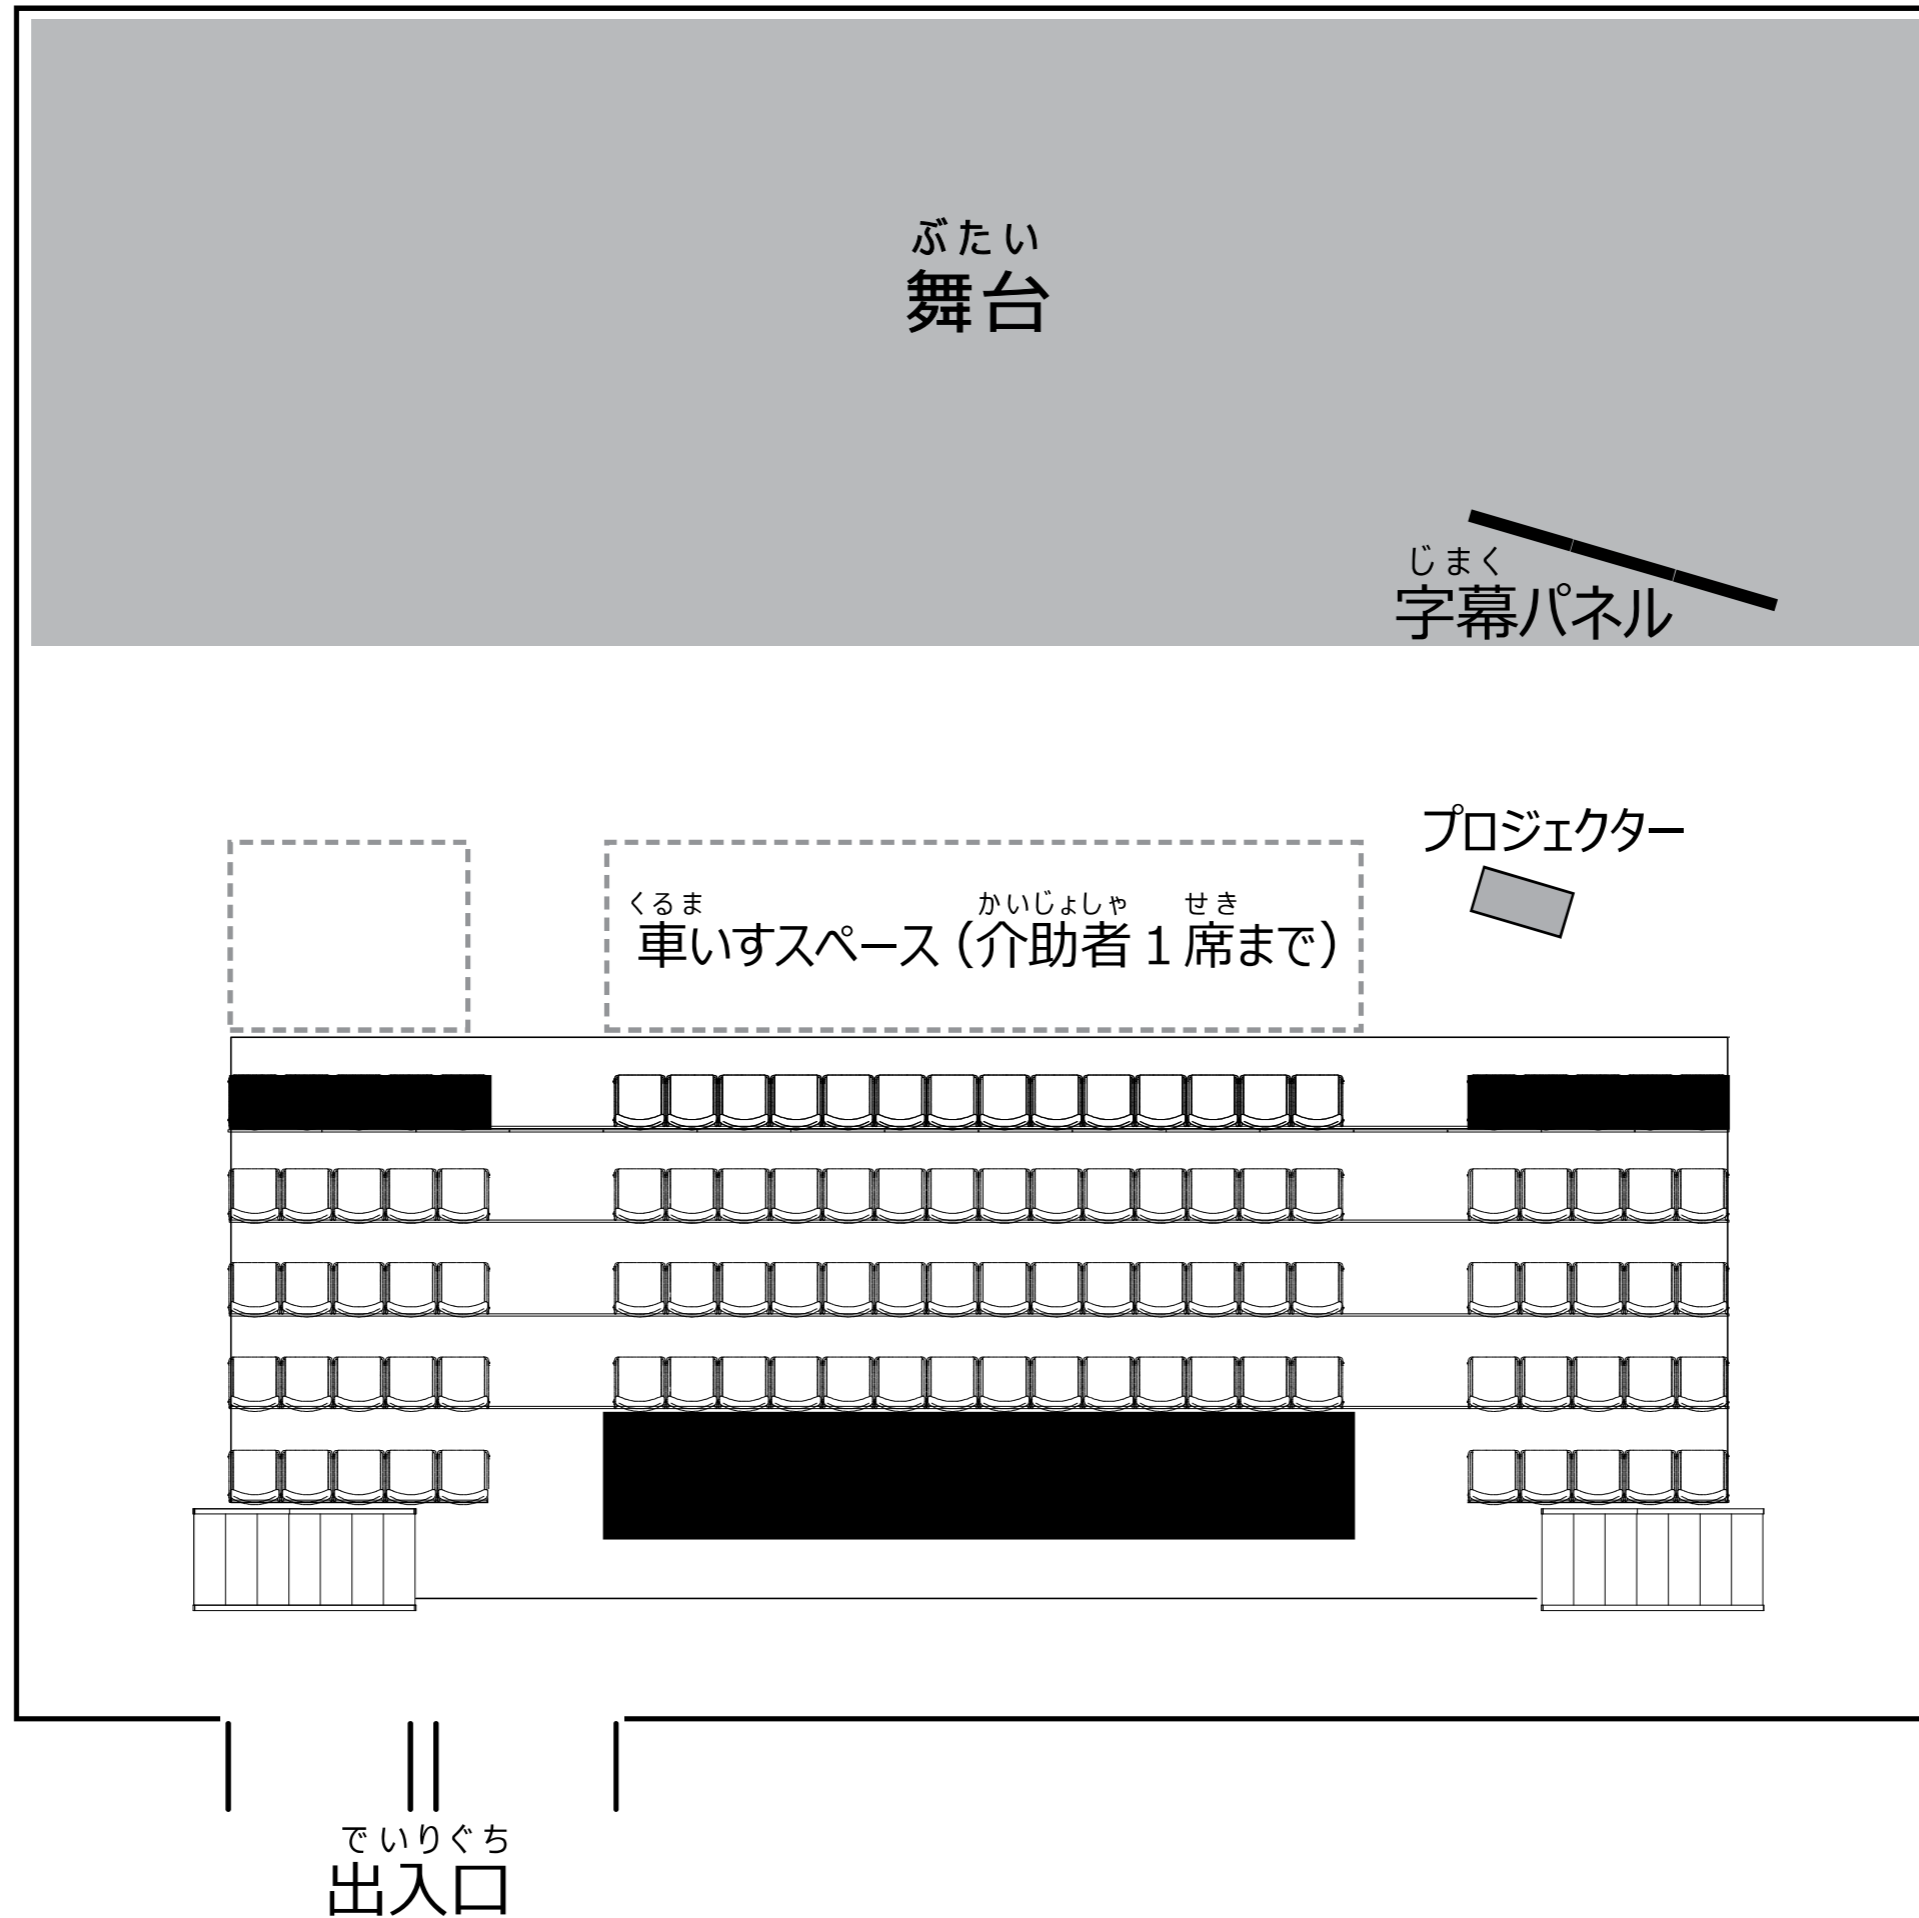 ぶたい
舞台
じまく
字幕パネル
プロジェクター
くるま かいじょしゃ せき
車いすスペース（介助者１席まで）
でいりぐち
出入口